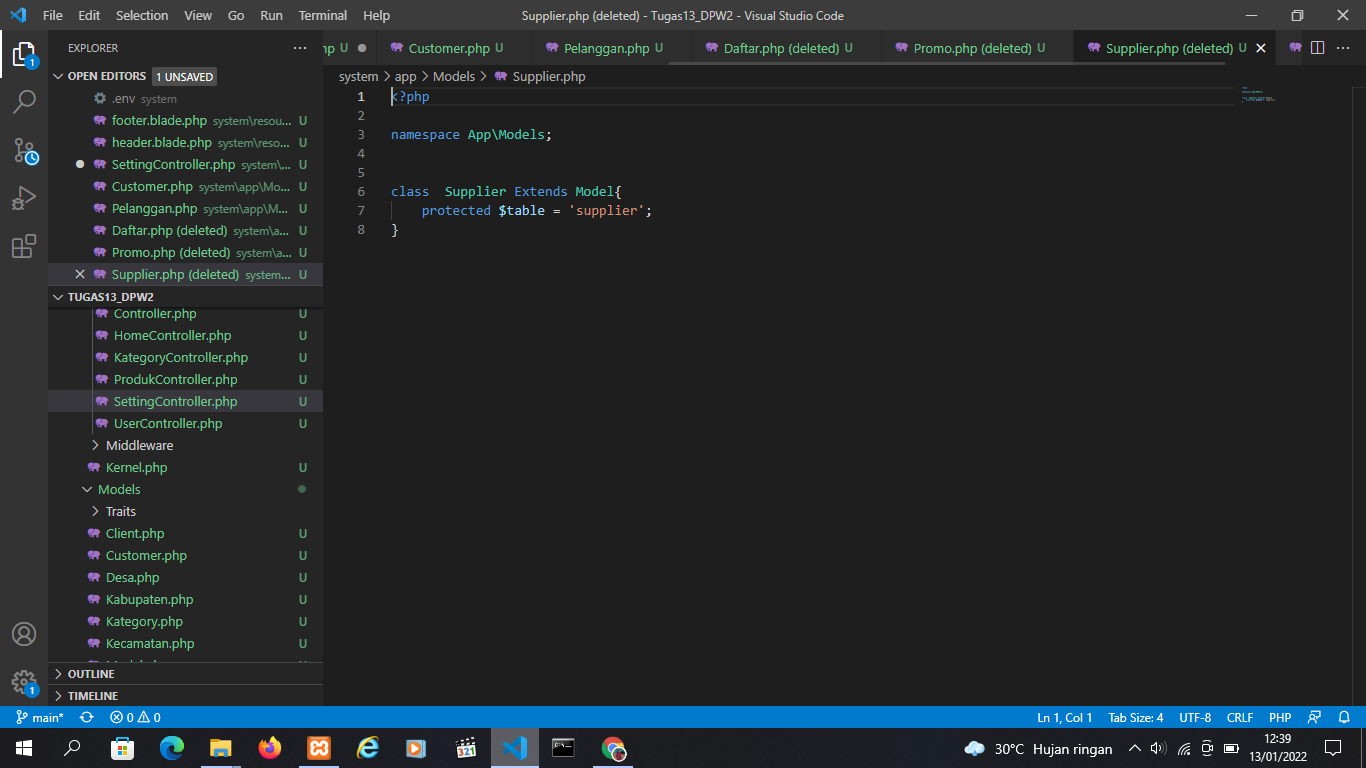 File Edit Selection View Go Run Terminal Help Supplier.php (deleted) - Tugas13_DPW2 - Visual Studio Code
EXPLORER ···
OPEN EDITORS 1 UNSAVED
.env system
footer.blade.php system\resou... U
header.blade.php system\reso... U
SettingController.php system\... U
Customer.php system\app\Mo... U
Pelanggan.php system\app\M... U
Daftar.php (deleted) system\a... U
Promo.php (deleted) system\a... U
Supplier.php (deleted) system... U
TUGAS13_DPW2
Controller.php U
HomeController.php U
KategoryController.php U
ProdukController.php U
SettingController.php U
UserController.php U
Middleware
Kernel.php U
Models
Traits
Client.php U
Customer.php U
Desa.php U
Kabupaten.php U
Kategory.php U
Kecamatan.php U
OUTLINE
TIMELINE
hp U Customer.php U Pelanggan.php U Daftar.php (deleted) U Promo.php (deleted) U Supplier.php (deleted) U ···
system > app > Models > Supplier.php
1 <?php
2
3 namespace App\Models;
4
5
6 class  Supplier Extends Model{
7     protected $table = 'supplier';
8 }
1
1
main* 0 0 Ln 1, Col 1 Tab Size: 4 UTF-8 CRLF PHP
321 30°C Hujan ringan 12:39
13/01/2022